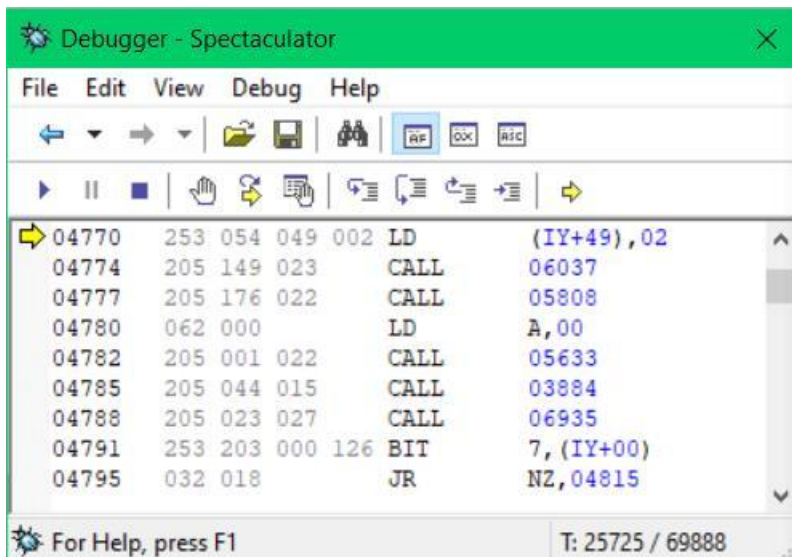 Debugger - Spectaculator
File Edit View Debug Help
AF 0X ASC
04770 253 054 049 002 LD (IY+49),02
04774 205 149 023 CALL 06037
04777 205 176 022 CALL 05808
04780 062 000 LD A,00
04782 205 001 022 CALL 05633
04785 205 044 015 CALL 03884
04788 205 023 027 CALL 06935
04791 253 203 000 126 BIT 7,(IY+00)
04795 032 018 JR NZ,04815
For Help, press F1 T: 25725 / 69888